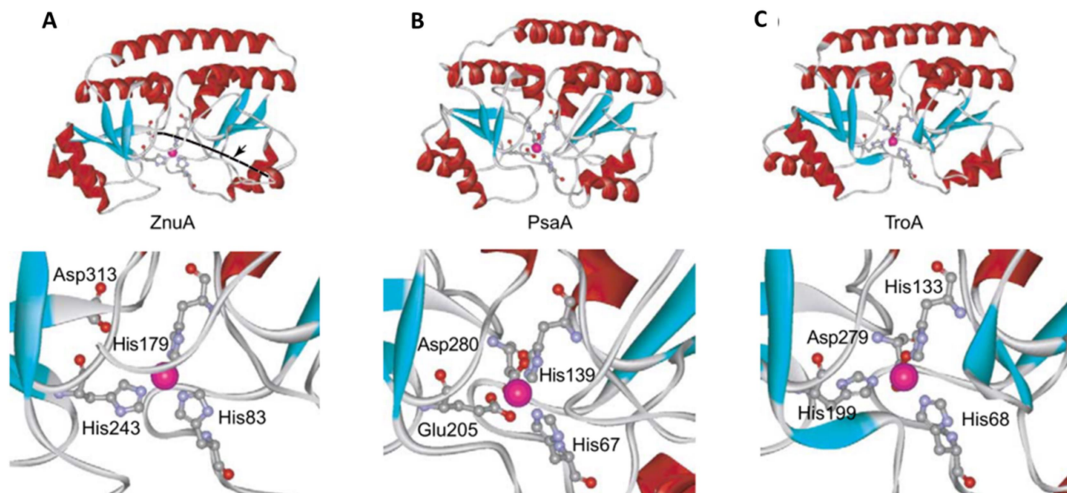 A
B
C
ZnuA
PsaA
TroA
Asp313
His179
His243
His83
Asp280
His139
Glu205
His67
His133
Asp279
His199
His68